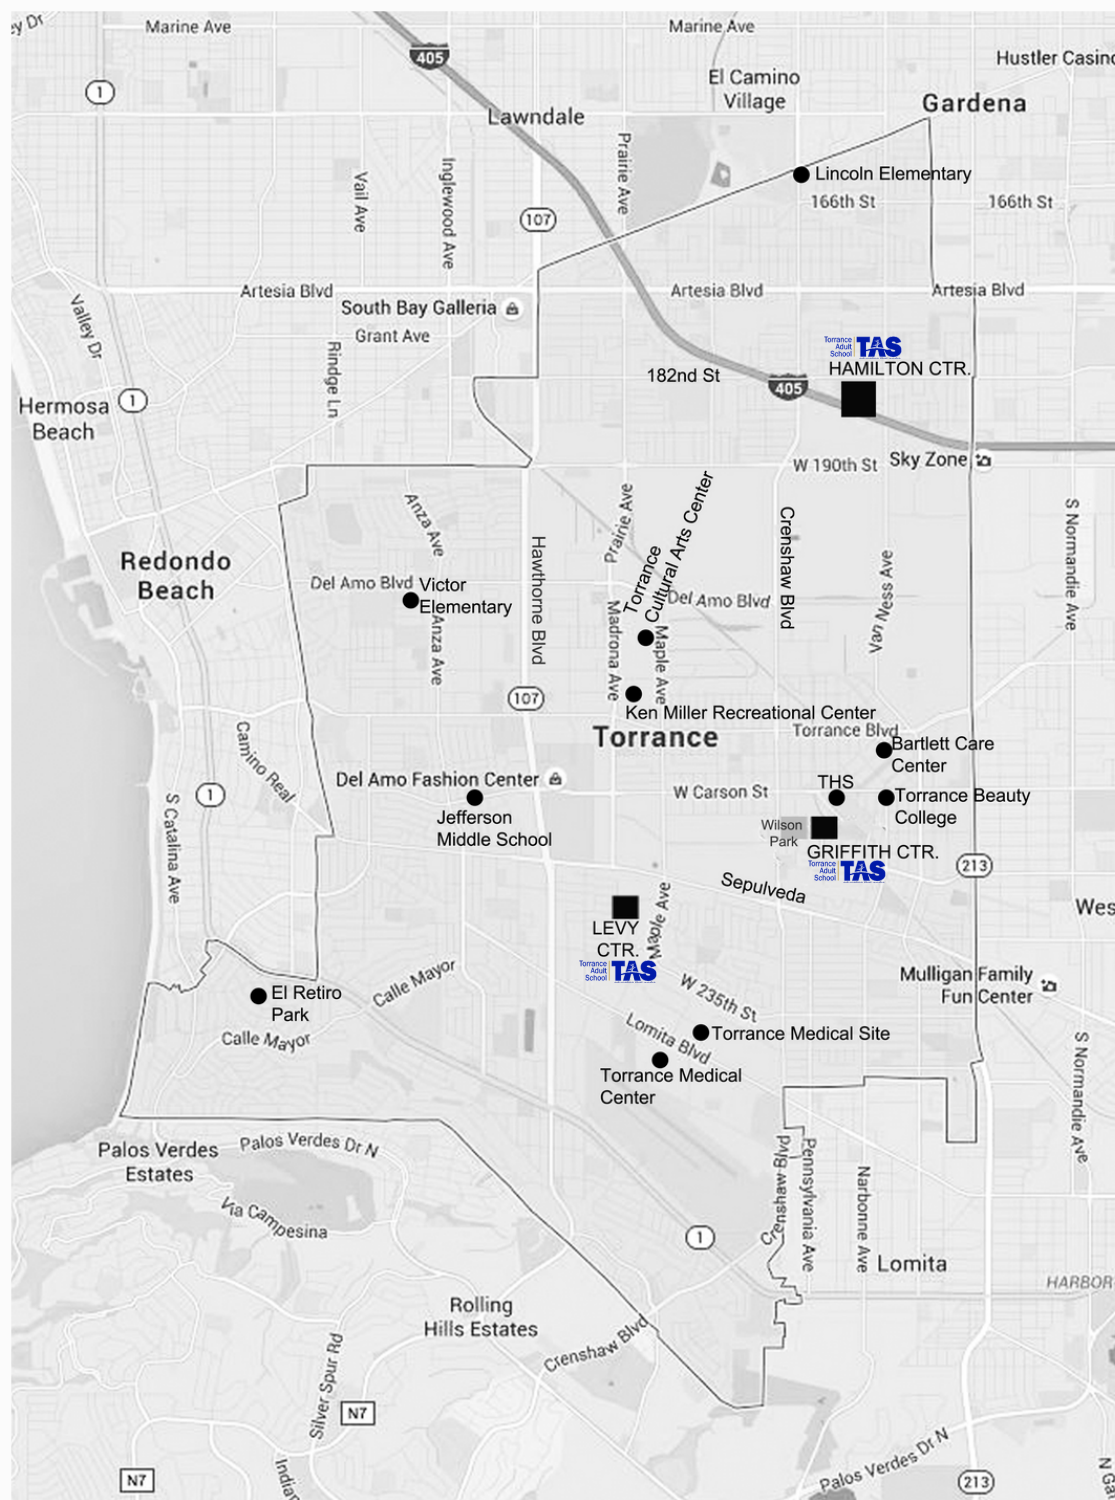 ey Dr
Marine Ave
Marine Ave
405
El Camino
Village
Hustler Casino
1
Gardena
Lawndale
Prairie Ave
Lincoln Elementary
Vail Ave
Inglewood Ave
166th St
166th St
107
Artesia Blvd
Artesia Blvd
Artesia Blvd
South Bay Galleria
Grant Ave
Valley Dr
Rindge Ln
Torrance
Adult
School
TAS
HAMILTON CTR.
182nd St
405
1
Hermosa
Beach
W 190th St
Sky Zone
Anza Ave
Prairie Ave
Torrance
Cultural Arts Center
Crenshaw Blvd
S Normandie Ave
Hawthorne Blvd
Redondo
Beach
Del Amo Blvd
Victor
Elementary
Del Amo Blvd
Van Ness Ave
Anza Ave
Madrona Ave
Maple Ave
107
Ken Miller Recreational Center
Torrance
Torrance Blvd
Bartlett Care
Center
Camino Real
Del Amo Fashion Center
W Carson St
THS
Torrance Beauty
College
1
Jefferson
Middle School
S Catalina Ave
Wilson
Park
GRIFFITH CTR.
Torrance
Adult
School
TAS
213
Sepulveda
Wes
LEVY
CTR.
Maple Ave
Torrance
Adult
School
TAS
El Retiro
Park
Calle Mayor
W 235th St
Mulligan Family
Fun Center
Calle Mayor
Lomita Blvd
Torrance Medical Site
Torrance Medical
Center
S Normandie Ave
Palos Verdes
Estates
Palos Verdes Dr N
Crenshaw Blvd
Pennsylvania Ave
Narbonne Ave
Via Campesina
1
Lomita
HARBOR
Rolling
Hills Estates
Crenshaw Blvd
Silver Spur Rd
N7
N7
Indian
Palos Verdes Dr N
213
N Ga